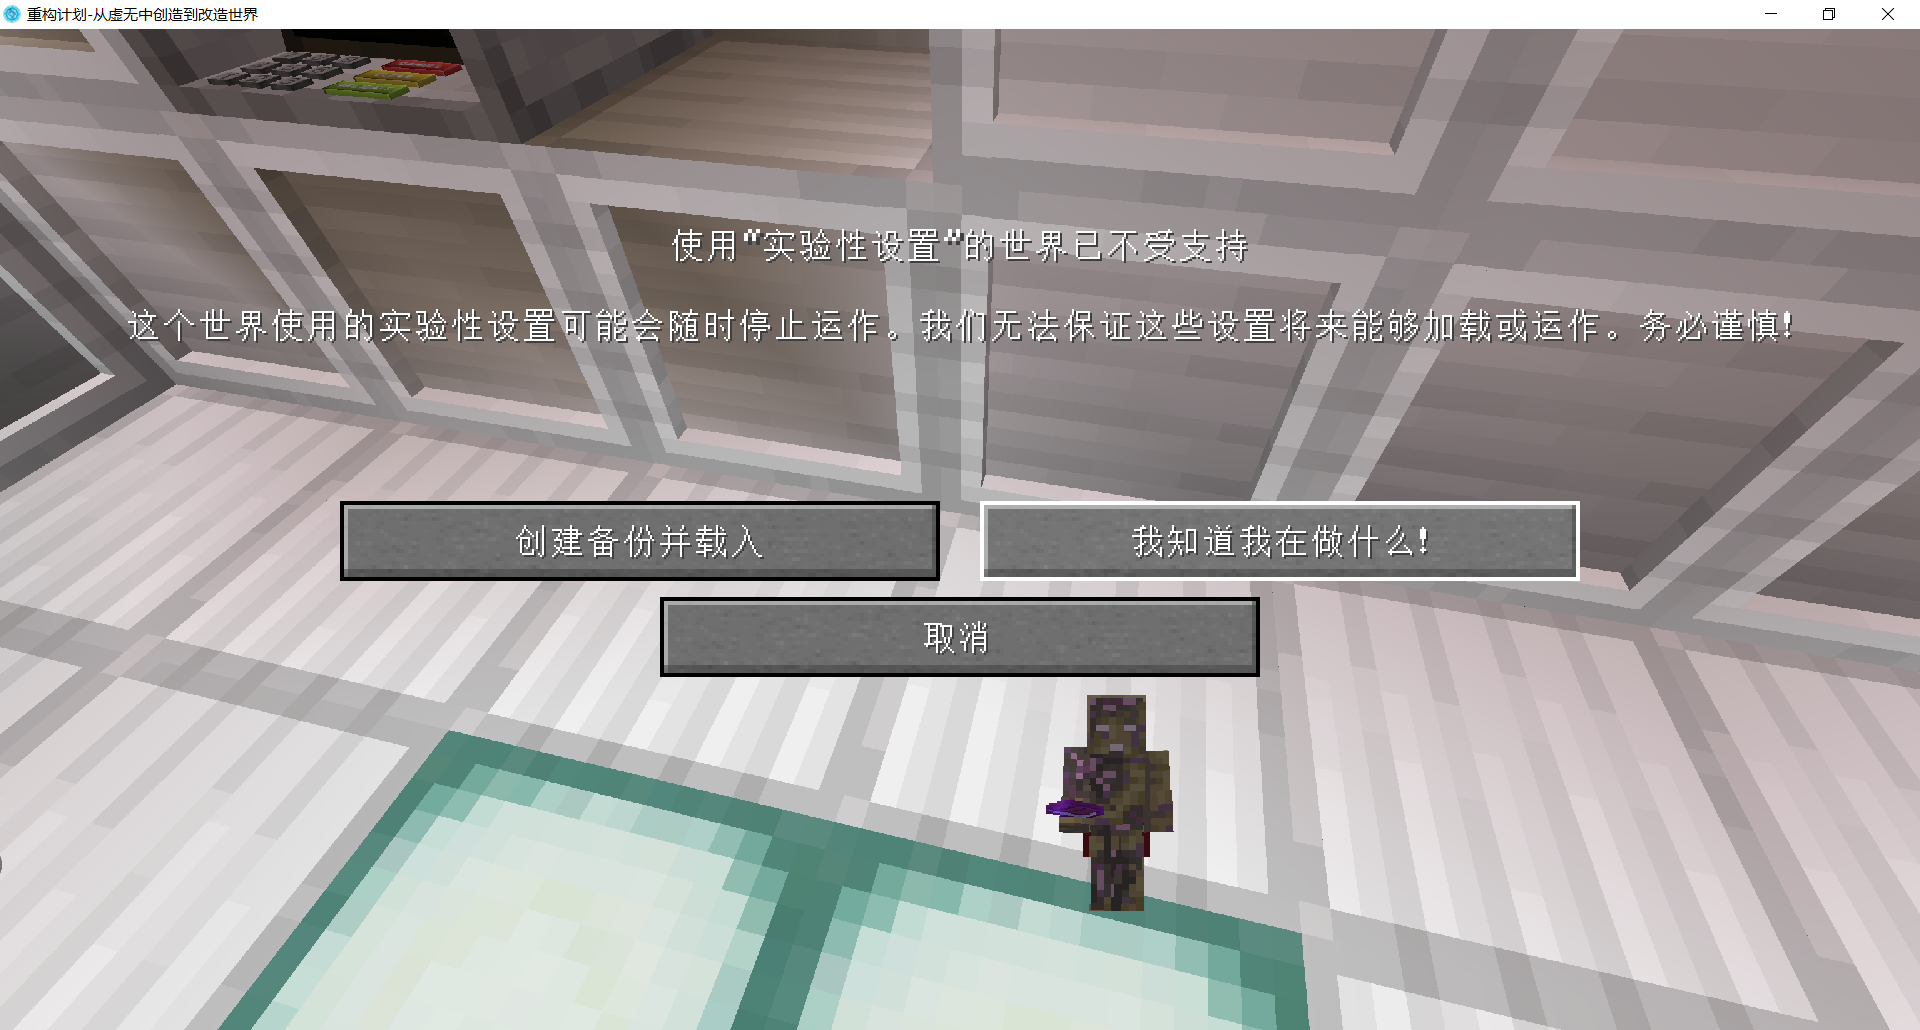 重构计划-从虚无中创造到改造世界
使用“实验性设置”的世界已不受支持
这个世界使用的实验性设置可能会随时停止运作。我们无法保证这些设置将来能够加载或运作。务必谨慎!
创建备份并载入
我知道我在做什么!
取消